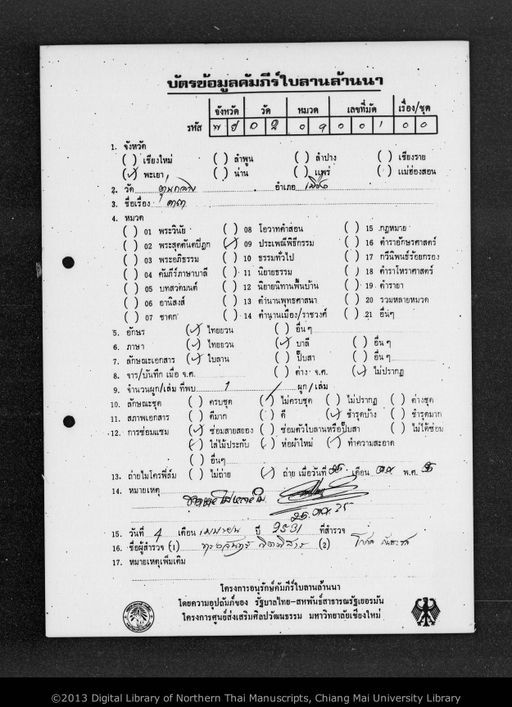 บัตรข้อมูลคัมภีร์ใบลานล้านนา
จังหวัด วัด หมวด เลขที่มัด เรื่อง/ชุด
รหัส พ ย 0 2 0 9 0 0 1 0 0
1. จังหวัด
( ) เชียงใหม่ ( ) ลำพูน ( ) ลำปาง ( ) เชียงราย
(✓) พะเยา ( ) น่าน ( ) แพร่ ( ) แม่ฮ่องสอน
2. วัด อำเภอ เมือง
3. ชื่อเรื่อง
4. หมวด
( ) 01 พระวินัย ( ) 08 โอวาทคำสอน ( ) 15 กฎหมาย
( ) 02 พระสุตตันตปิฎก (✓) 09 ประเพณีพิธีกรรม ( ) 16 ตำราอักษรศาสตร์
( ) 03 พระอภิธรรม ( ) 10 ธรรมทั่วไป ( ) 17 กวีนิพนธ์ร้อยกรอง
( ) 04 คัมภีร์ภาษาบาลี ( ) 11 นิยายธรรม ( ) 18 ตำราโหราศาสตร์
( ) 05 บทสวดมนต์ ( ) 12 นิยายนิทานพื้นบ้าน ( ) 19 ตำรายา
( ) 06 อานิสงส์ ( ) 13 ตำนานพุทธศาสนา ( ) 20 รวมหลายหมวด
( ) 07 ชาดก ( ) 14 ตำนานเมือง/ราชวงศ์ ( ) 21 อื่นๆ
5. อักษร (✓) ไทยยวน ( ) อื่นๆ
6. ภาษา (✓) ไทยยวน (✓) บาลี ( ) อื่นๆ
7. ลักษณะเอกสาร (✓) ใบลาน ( ) ปั๊บสา ( ) อื่นๆ
8. จาร/บันทึก เมื่อ จ.ศ. ( ) ค่าง จ.ศ. (✓) ไม่ปรากฏ
9. จำนวนผูก/เล่ม ที่พบ 1 / ผูก/เล่ม
10. ลักษณะชุด ( ) ครบชุด ( ) ไม่ครบชุด ( ) ไม่ปรากฏ ( ) ต่างชุด
11. สภาพเอกสาร ( ) ดีมาก ( ) ดี (✓) ชำรุดบ้าง ( ) ชำรุดมาก
12. การซ่อมแซม (✓) ซ่อมสายสยอง ( ) ซ่อมตัวใบลานหรือปั๊บสา ( ) ไม่ได้ซ่อม
(✓) ใส่ไม้ประกับ (✓) ห่อผ้าใหม่ (✓) ทำความสะอาด
( ) อื่นๆ
13. ถ่ายไมโครฟิล์ม ( ) ไม่ถ่าย (✓) ถ่าย เมื่อวันที่ 25 เดือน ตค พ.ศ.
14. หมายเหตุ
15. วันที่ 4 เดือน เมษายน ปี 2531 ที่สำรวจ
16. ชื่อผู้สำรวจ (1) (2)
17. หมายเหตุเพิ่มเติม
โครงการอนุรักษ์คัมภีร์ใบลานล้านนา
โดยความอุปถัมภ์ของ รัฐบาลไทย-สหพันธ์สาธารณรัฐเยอรมัน
โครงการศูนย์ส่งเสริมศิลปวัฒนธรรม มหาวิทยาลัยเชียงใหม่
©2013 Digital Library of Northern Thai Manuscripts, Chiang Mai University Library